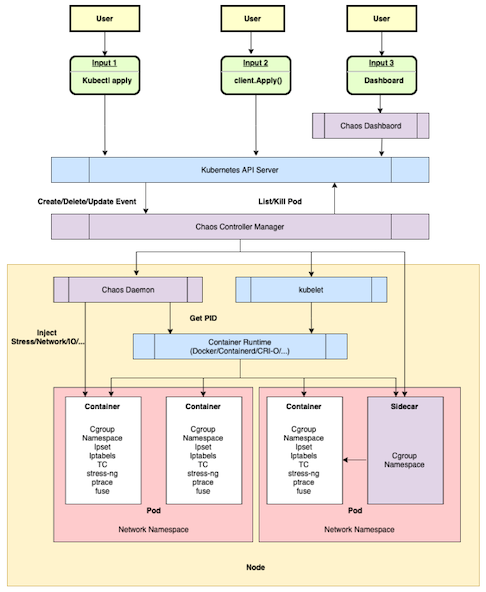 User
User
User
Input 1
Kubectl apply
Input 2
client.Apply()
Input 3
Dashboard
Chaos Dashbaord
Kubernetes API Server
Create/Delete/Update Event
List/Kill Pod
Chaos Controller Manager
Chaos Daemon
kubelet
Get PID
Inject
Stress/Network/IO/...
Container Runtime
(Docker/Containerd/CRI-O/...)
Container
Cgroup
Namespace
Ipset
Iptabels
TC
stress-ng
ptrace
fuse
Container
Cgroup
Namespace
Ipset
Iptabels
TC
stress-ng
ptrace
fuse
Pod
Network Namespace
Container
Cgroup
Namespace
Ipset
Iptabels
TC
stress-ng
ptrace
fuse
Sidecar
Cgroup
Namespace
Pod
Network Namespace
Node